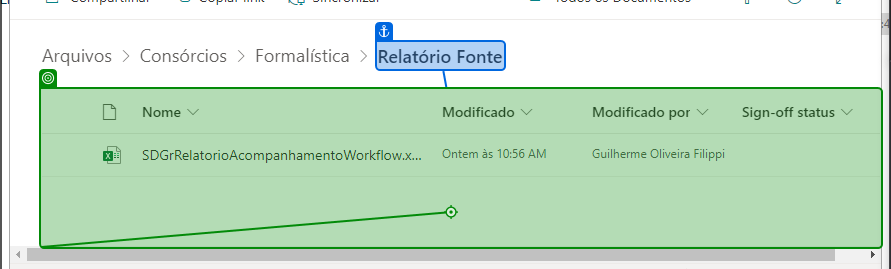 Compartilhar Copiar link Sincronizar Todos os Documentos
Arquivos > Consórcios > Formalística > Relatório Fonte
Nome Modificado Modificado por Sign-off status
SDGrRelatorioAcompanhamentoWorkflow.x... Ontem às 10:56 AM Guilherme Oliveira Filippi